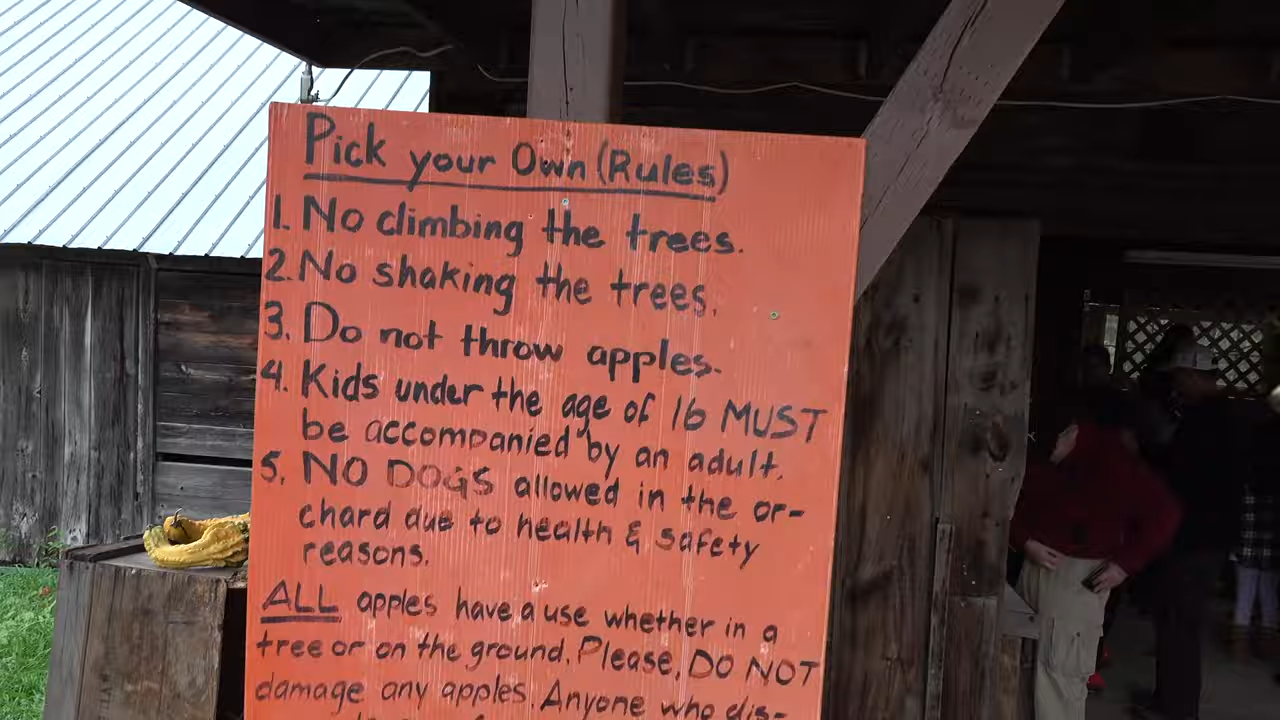 Pick your Own (Rules)
1. No climbing the trees.
2. No shaking the trees.
3. Do not throw apples.
4. Kids under the age of 16 MUST
be accompanied by an adult.
5. NO DOGS allowed in the or-
chard due to health & safety
reasons.
ALL apples have a use whether in a
tree or on the ground. Please, DO NOT
damage any apples. Anyone who dis-